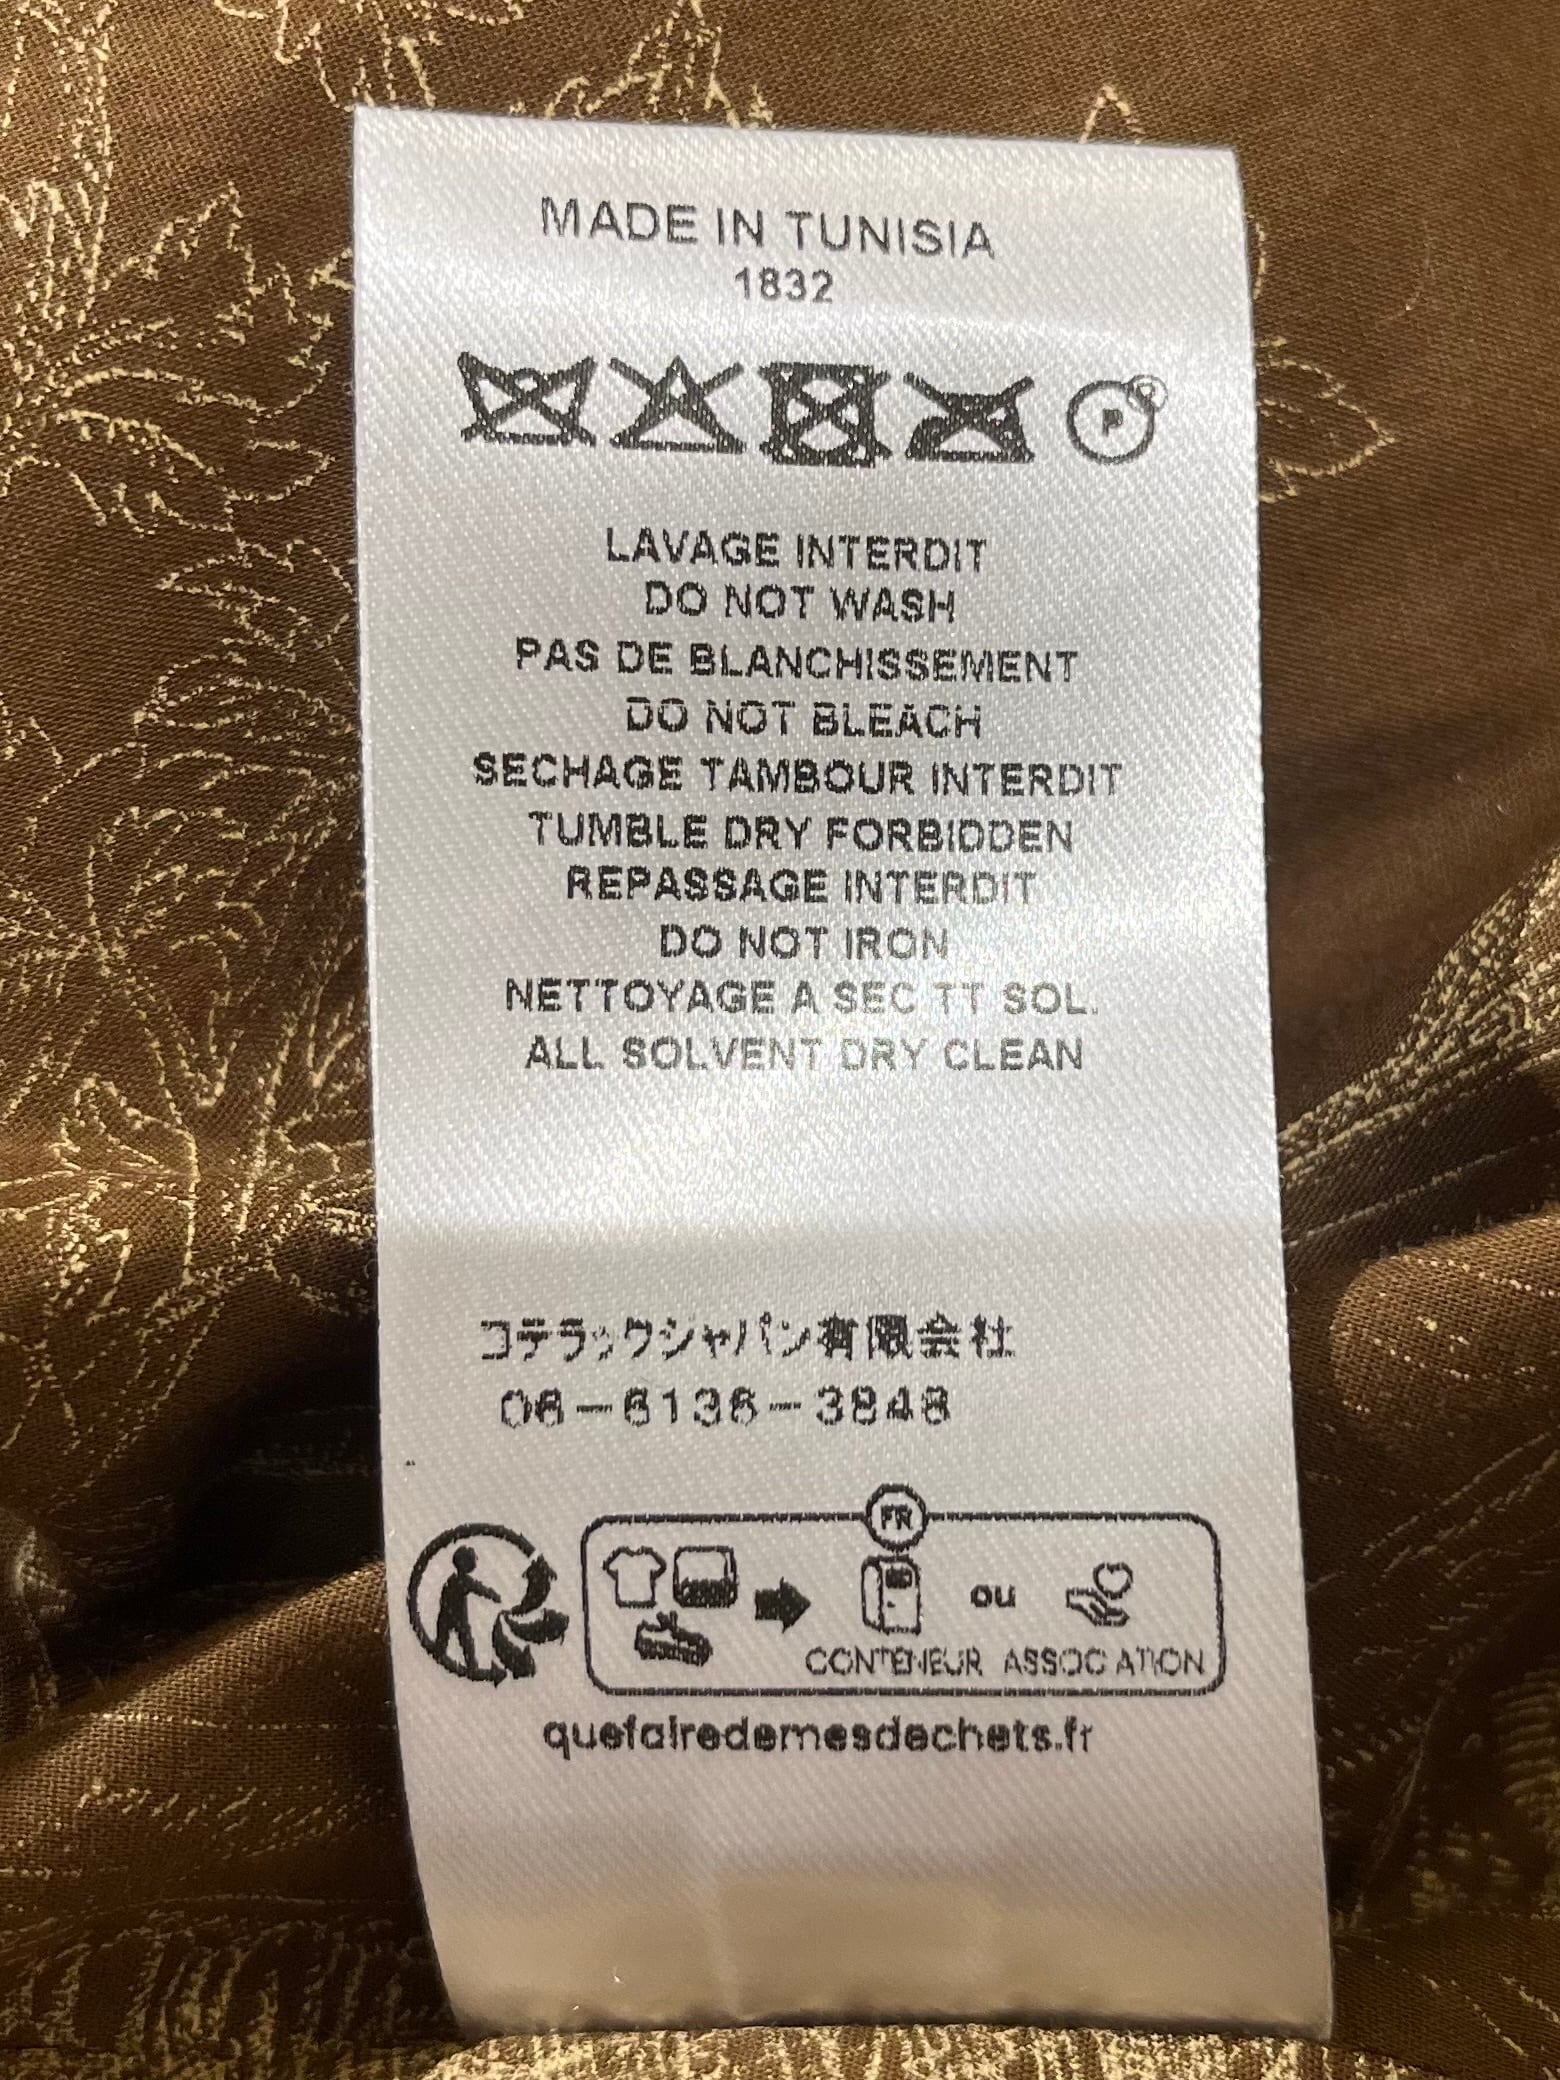 MADE IN TUNISIA
1832
P
LAVAGE INTERDIT
DO NOT WASH
PAS DE BLANCHISSEMENT
DO NOT BLEACH
SECHAGE TAMBOUR INTERDIT
TUMBLE DRY FORBIDDEN
REPASSAGE INTERDIT
DO NOT IRON
NETTOYAGE A SEC TT SOL.
ALL SOLVENT DRY CLEAN
コテラックジャパン有限会社
06-6136-3848
FR
ou
CONTENEUR ASSOCIATION
quefairedemesdechets.fr